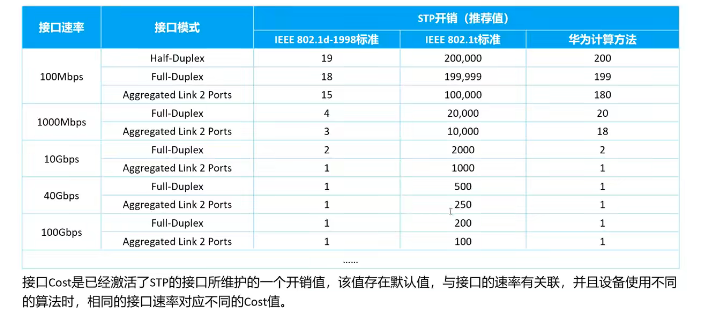 接口速率 接口模式 STP开销（推荐值）
IEEE 802.1d-1998标准 IEEE 802.1t标准 华为计算方法
100Mbps Half-Duplex 19 200,000 200
Full-Duplex 18 199,999 199
Aggregated Link 2 Ports 15 100,000 180
1000Mbps Full-Duplex 4 20,000 20
Aggregated Link 2 Ports 3 10,000 18
10Gbps Full-Duplex 2 2000 2
Aggregated Link 2 Ports 1 1000 1
40Gbps Full-Duplex 1 500 1
Aggregated Link 2 Ports 1 250 1
100Gbps Full-Duplex 1 200 1
Aggregated Link 2 Ports 1 100 1
……
接口Cost是已经激活了STP的接口所维护的一个开销值，该值存在默认值，与接口的速率有关联，并且设备使用不同
的算法时，相同的接口速率对应不同的Cost值。